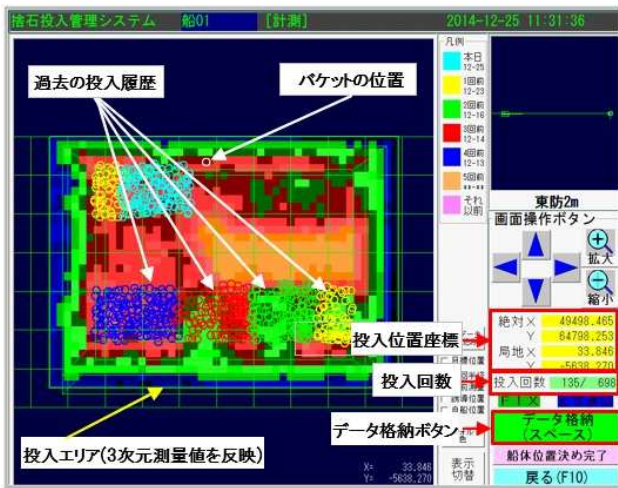 捨石投入管理システム 船01 [計測] 2014-12-25 11:31:36
過去の投入履歴
バケットの位置
凡例
本日
12-25
1回前
12-23
2回前
12-16
3回前
12-14
4回前
12-13
5回前
**-**
それ
以前
東防2m
画面操作ボタン
拡大
縮小
投入位置座標
絶対X 49498.465
Y 64798.253
局地X 33.846
Y -5638.270
投入回数
投入回数 135/ 698
データ格納ボタン
データ格納
(スペース)
船体位置決め完了
戻る(F10)
投入エリア(3次元測量値を反映)
X= 33.846
Y= -5638.270
表示
切替